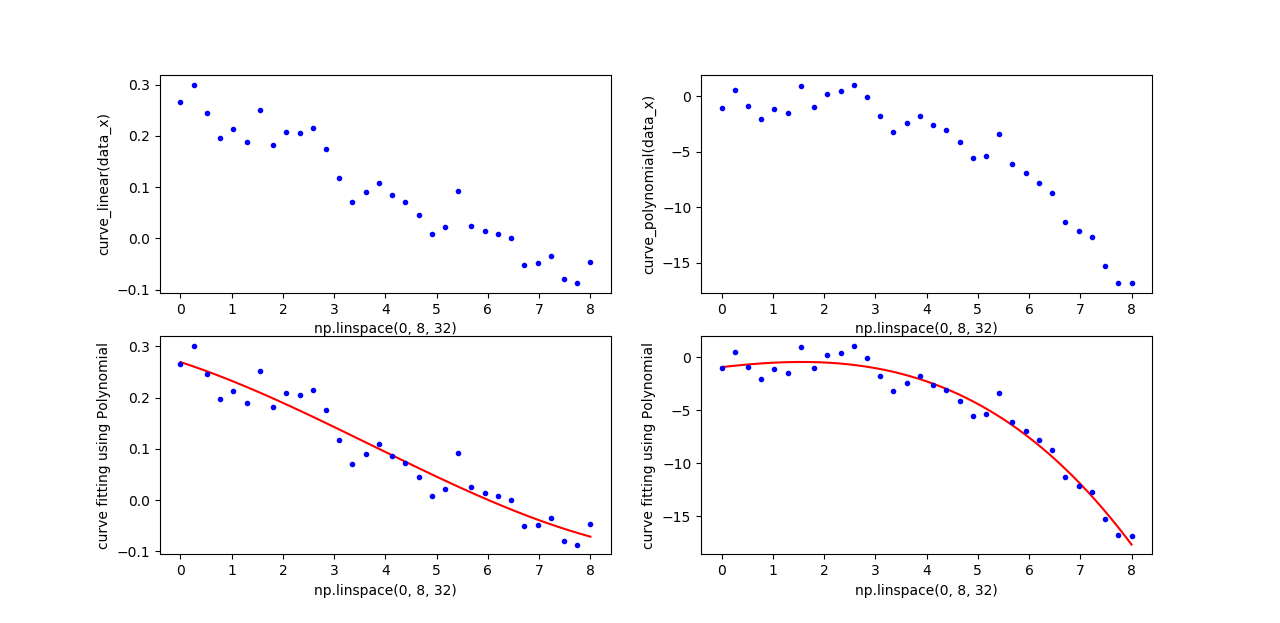 0.3
0.2
0.1
0.0
−0.1
curve_linear(data_x)
0 1 2 3 4 5 6 7 8
np.linspace(0, 8, 32)
0
−5
−10
−15
curve_polynomial(data_x)
0 1 2 3 4 5 6 7 8
np.linspace(0, 8, 32)
0.3
0.2
0.1
0.0
−0.1
curve fitting using Polynomial
0 1 2 3 4 5 6 7 8
np.linspace(0, 8, 32)
0
−5
−10
−15
curve fitting using Polynomial
0 1 2 3 4 5 6 7 8
np.linspace(0, 8, 32)